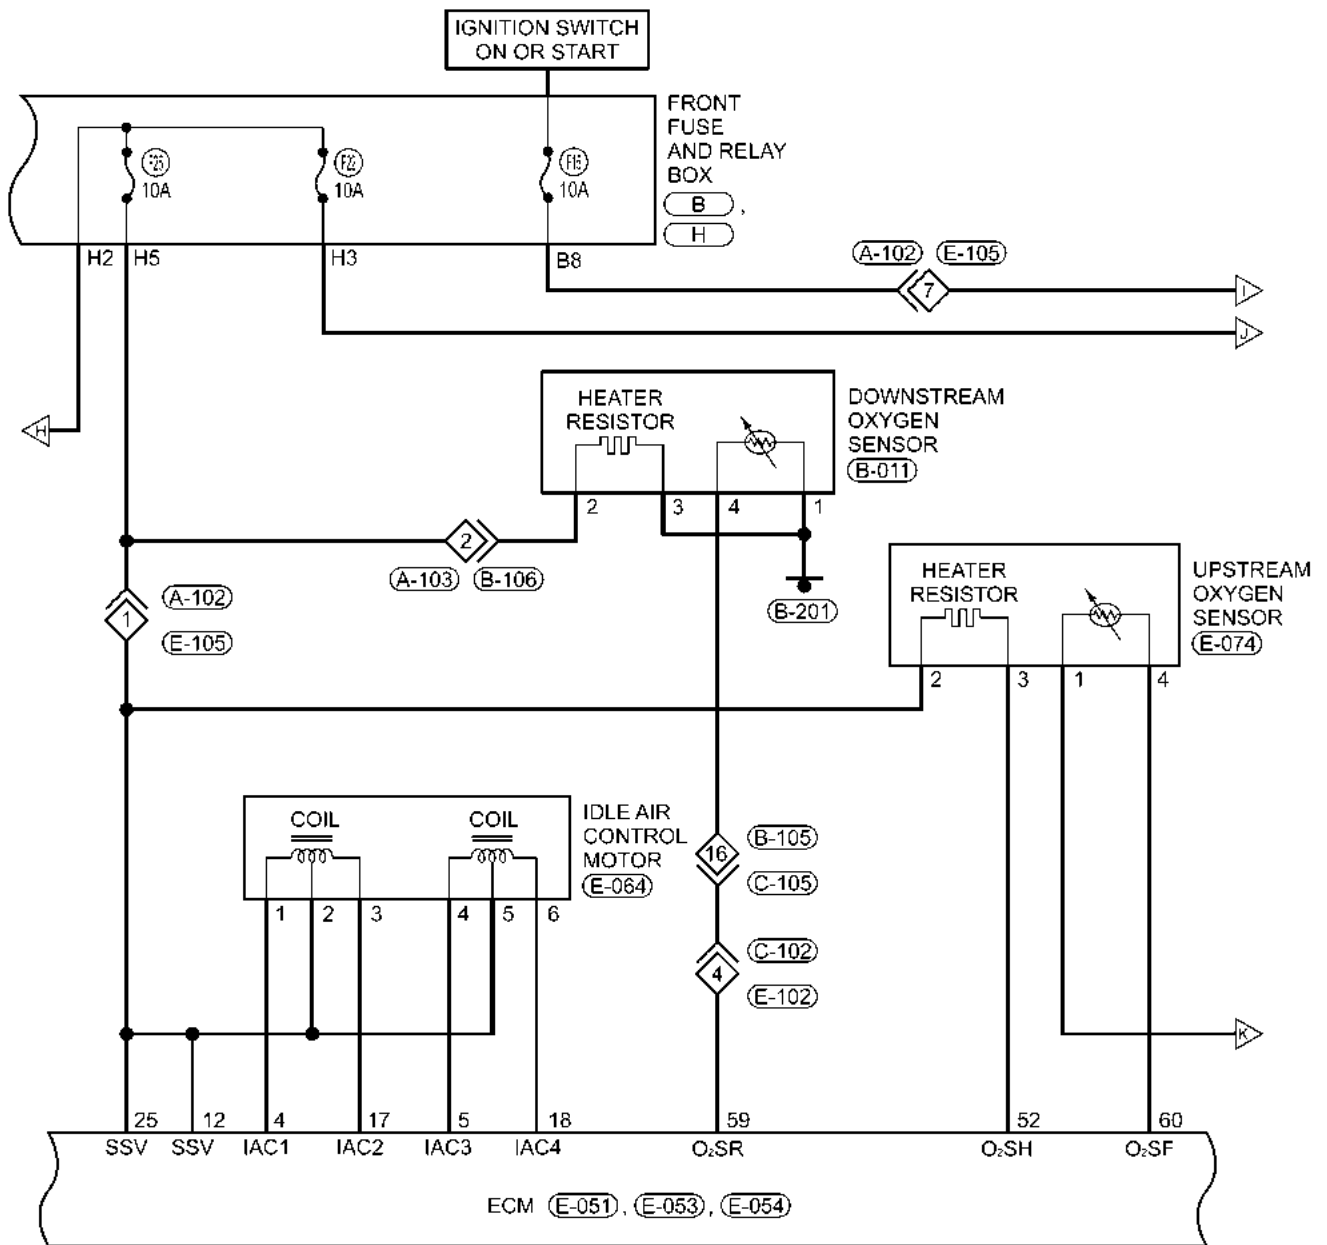 IGNITION SWITCH
ON OR START
FRONT
FUSE
AND RELAY
BOX
B ,
H
F25
10A
F22
10A
F15
10A
H2
H5
H3
B8
A-102
E-105
7
I
J
H
HEATER
RESISTOR
DOWNSTREAM
OXYGEN
SENSOR
B-011
2
3
4
1
2
A-103
B-106
B-201
A-102
1
E-105
HEATER
RESISTOR
UPSTREAM
OXYGEN
SENSOR
E-074
2
3
1
4
COIL
COIL
IDLE AIR
CONTROL
MOTOR
E-064
1
2
3
4
5
6
16
B-105
C-105
C-102
4
E-102
K
25
12
4
17
5
18
59
52
60
SSV
SSV
IAC1
IAC2
IAC3
IAC4
O₂SR
O₂SH
O₂SF
ECM E-051, E-053, E-054